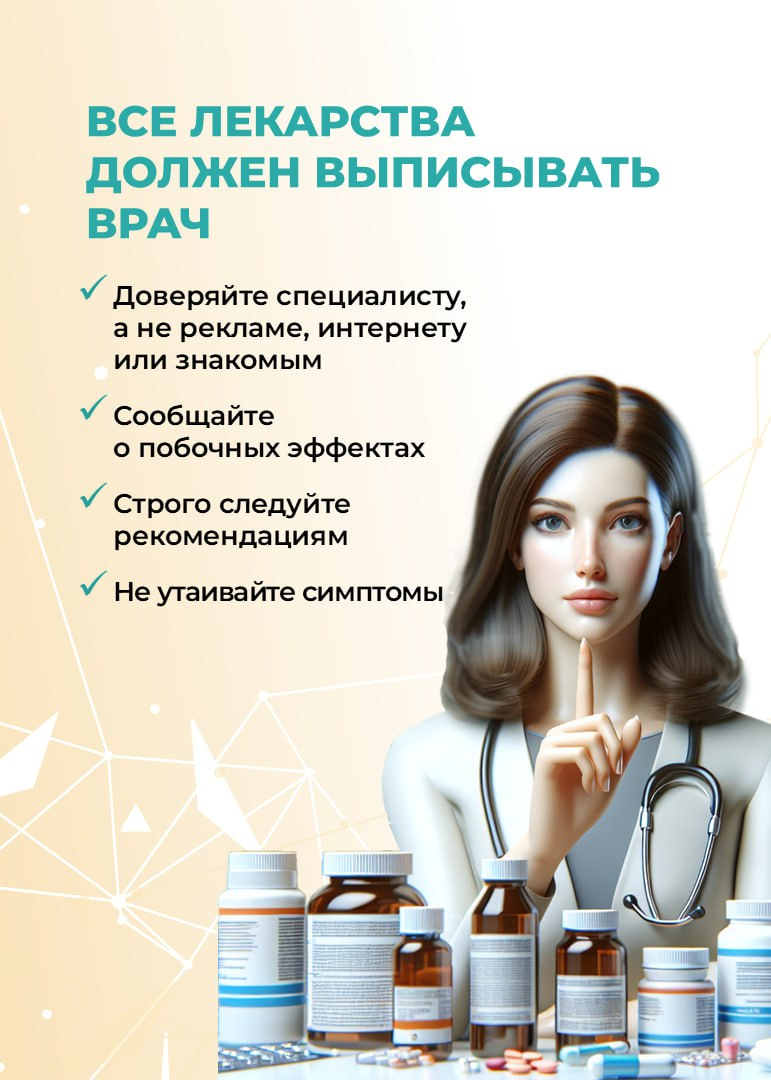 ВСЕ ЛЕКАРСТВА
ДОЛЖЕН ВЫПИСЫВАТЬ
ВРАЧ
Доверяйте специалисту,
а не рекламе, интернету
или знакомым
Сообщайте
о побочных эффектах
Строго следуйте
рекомендациям
Не утаивайте симптомы